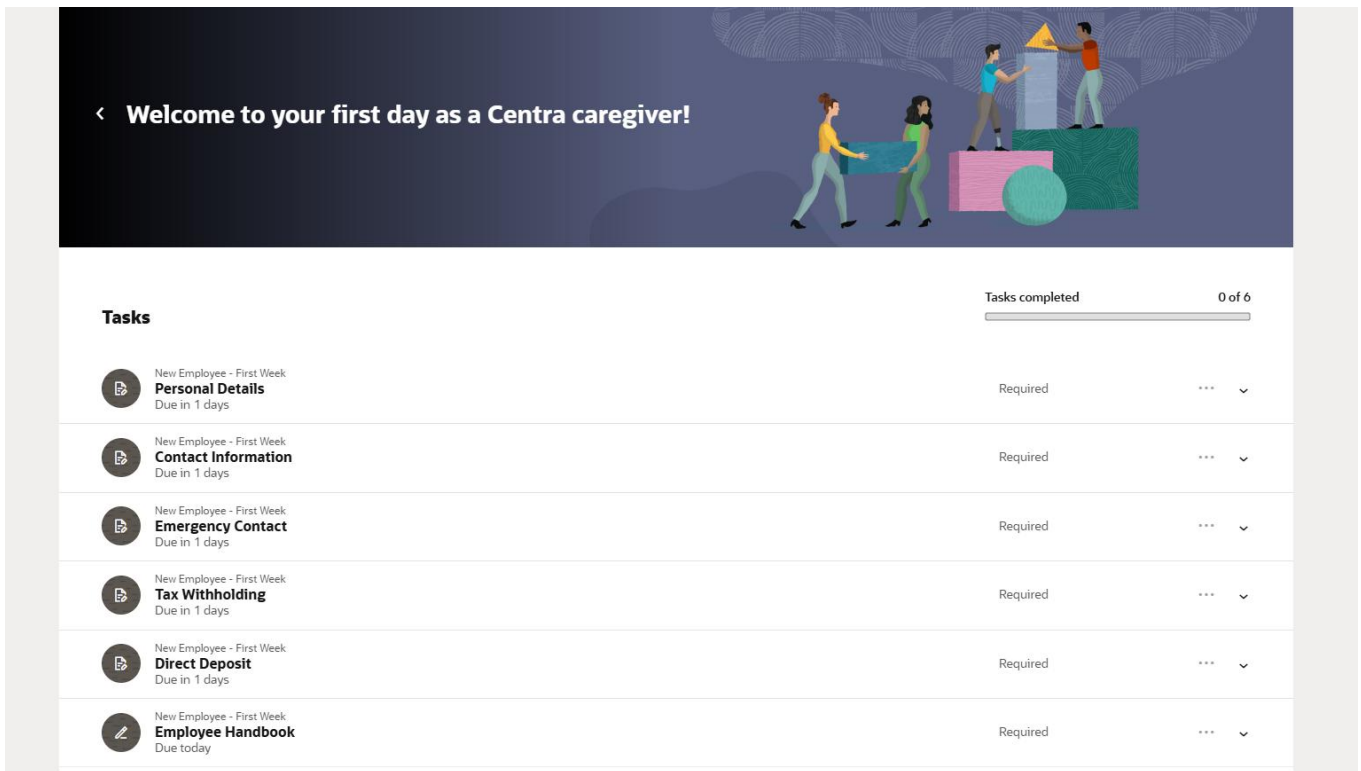 Welcome to your first day as a Centra caregiver!
Tasks completed 0 of 6
Tasks
New Employee - First Week
Personal Details
Due in 1 days
Required
New Employee - First Week
Contact Information
Due in 1 days
Required
New Employee - First Week
Emergency Contact
Due in 1 days
Required
New Employee - First Week
Tax Withholding
Due in 1 days
Required
New Employee - First Week
Direct Deposit
Due in 1 days
Required
New Employee - First Week
Employee Handbook
Due today
Required